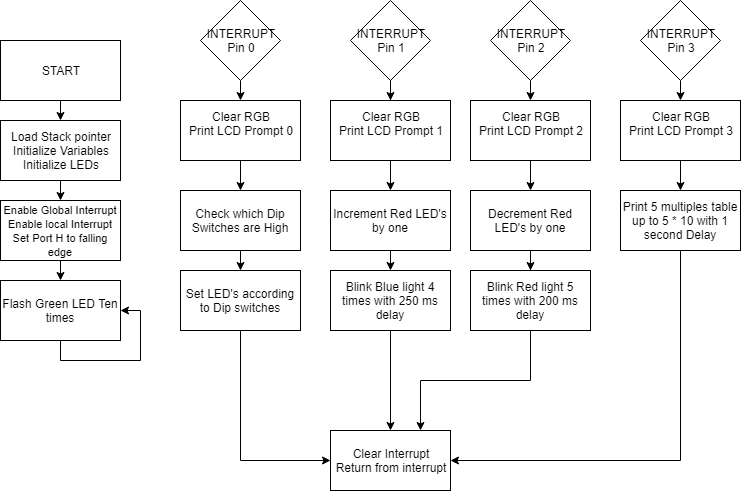 START
Load Stack pointer
Initialize Variables
Initialize LEDs
Enable Global Interrupt
Enable local Interrupt
Set Port H to falling
edge
Flash Green LED Ten
times
INTERRUPT
Pin 0
Clear RGB
Print LCD Prompt 0
Check which Dip
Switches are High
Set LED's according
to Dip switches
INTERRUPT
Pin 1
Clear RGB
Print LCD Prompt 1
Increment Red LED's
by one
Blink Blue light 4
times with 250 ms
delay
INTERRUPT
Pin 2
Clear RGB
Print LCD Prompt 2
Decrement Red
LED's by one
Blink Red light 5
times with 200 ms
delay
INTERRUPT
Pin 3
Clear RGB
Print LCD Prompt 3
Print 5 multiples table
up to 5 * 10 with 1
second Delay
Clear Interrupt
Return from interrupt